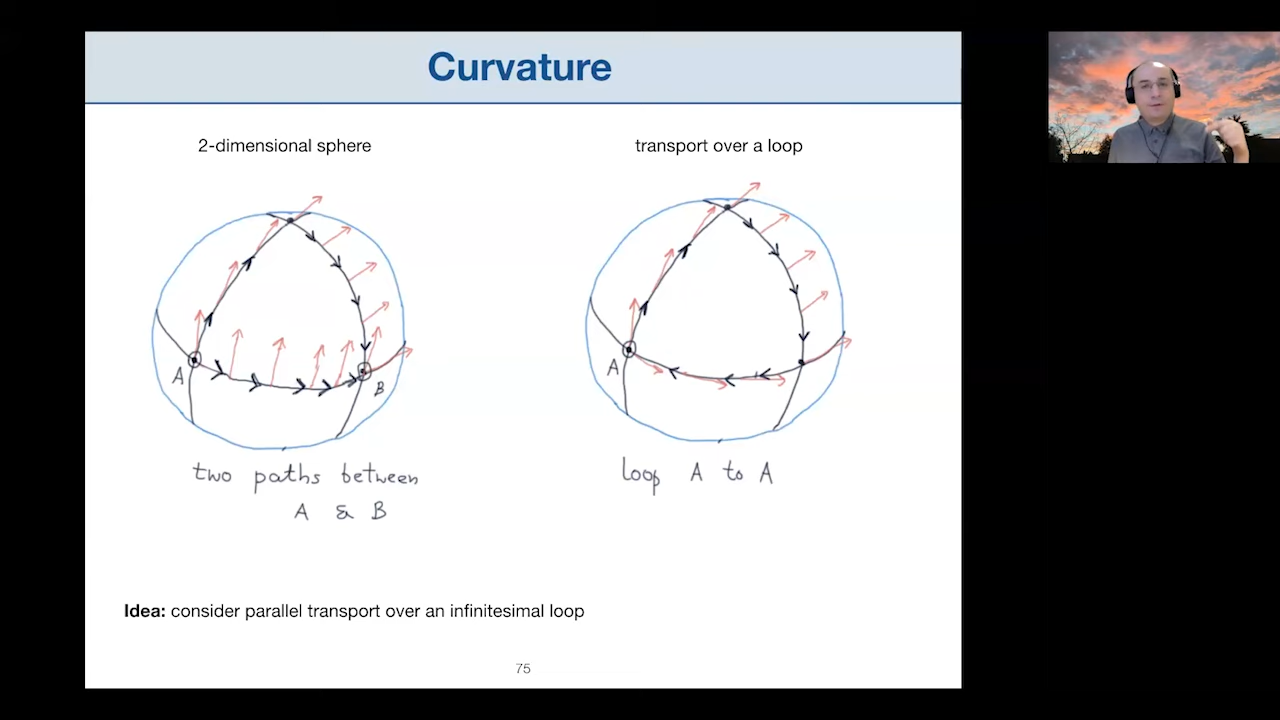 Curvature
2-dimensional sphere
transport over a loop
A
B
two paths between
A & B
A
loop A to A
Idea: consider parallel transport over an infinitesimal loop
75